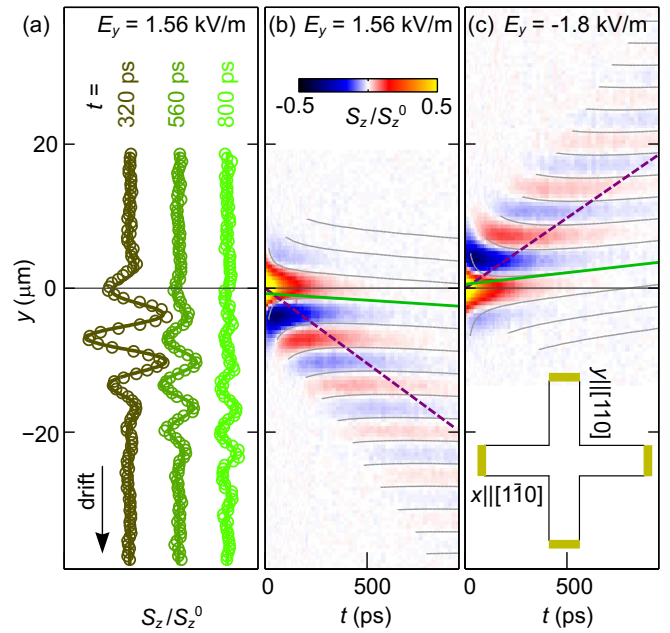 (a) E_y = 1.56 kV/m
(b) E_y = 1.56 kV/m
(c) E_y = -1.8 kV/m
t =
320 ps
560 ps
800 ps
-0.5
0.5
S_z/S_z^0
20
0
−20
y (μm)
drift
y||[110]
x||[11̄0]
0
500
0
500
S_z/S_z^0
t (ps)
t (ps)